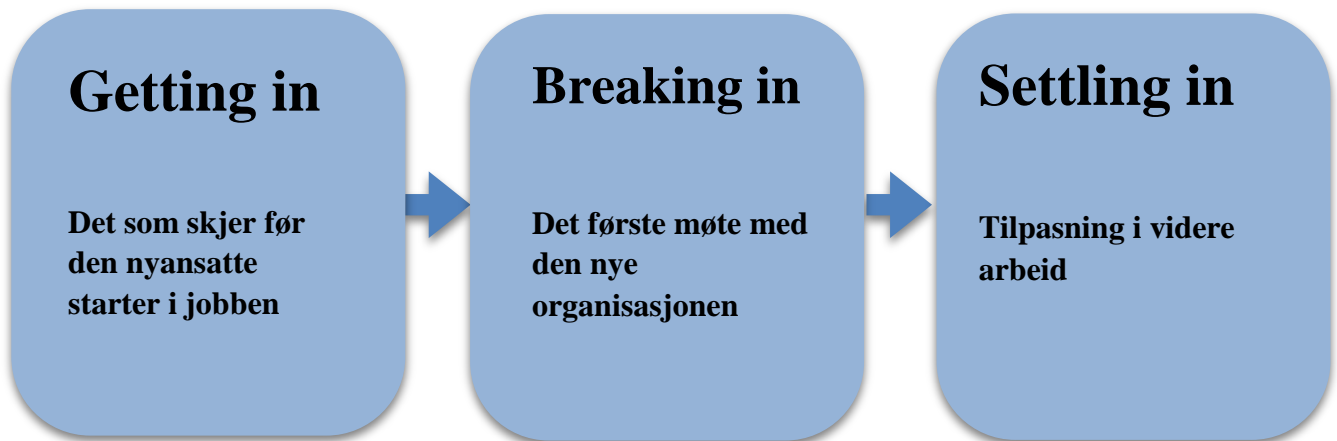 Getting in
Det som skjer før
den nyansatte
starter i jobben
Breaking in
Det første møte med
den nye
organisasjonen
Settling in
Tilpasning i videre
arbeid